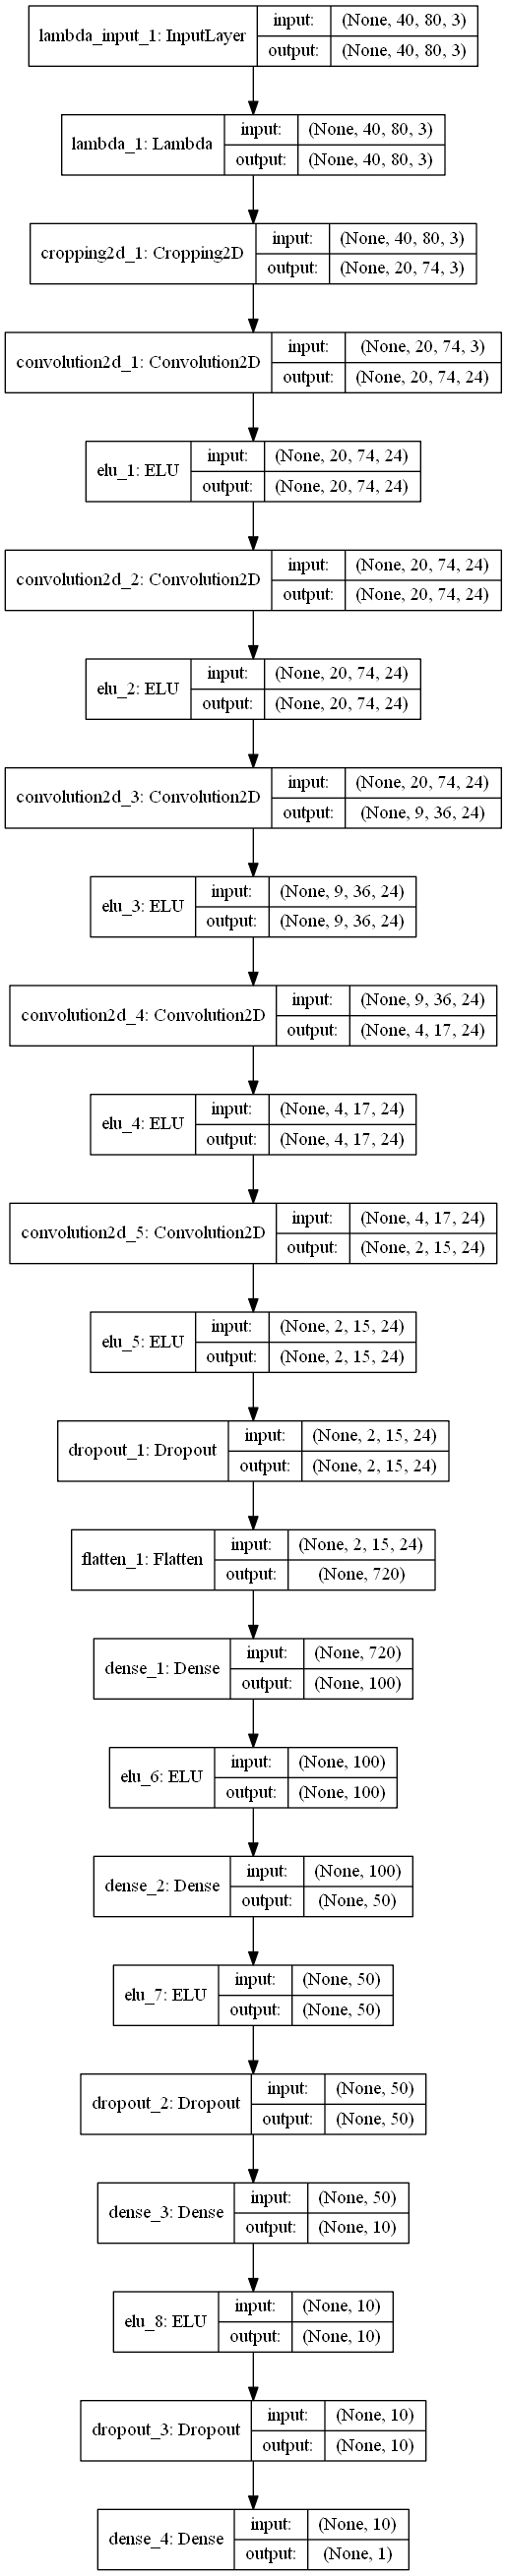 lambda_input_1: InputLayer
input: (None, 40, 80, 3)
output: (None, 40, 80, 3)
lambda_1: Lambda
input: (None, 40, 80, 3)
output: (None, 40, 80, 3)
cropping2d_1: Cropping2D
input: (None, 40, 80, 3)
output: (None, 20, 74, 3)
convolution2d_1: Convolution2D
input: (None, 20, 74, 3)
output: (None, 20, 74, 24)
elu_1: ELU
input: (None, 20, 74, 24)
output: (None, 20, 74, 24)
convolution2d_2: Convolution2D
input: (None, 20, 74, 24)
output: (None, 20, 74, 24)
elu_2: ELU
input: (None, 20, 74, 24)
output: (None, 20, 74, 24)
convolution2d_3: Convolution2D
input: (None, 20, 74, 24)
output: (None, 9, 36, 24)
elu_3: ELU
input: (None, 9, 36, 24)
output: (None, 9, 36, 24)
convolution2d_4: Convolution2D
input: (None, 9, 36, 24)
output: (None, 4, 17, 24)
elu_4: ELU
input: (None, 4, 17, 24)
output: (None, 4, 17, 24)
convolution2d_5: Convolution2D
input: (None, 4, 17, 24)
output: (None, 2, 15, 24)
elu_5: ELU
input: (None, 2, 15, 24)
output: (None, 2, 15, 24)
dropout_1: Dropout
input: (None, 2, 15, 24)
output: (None, 2, 15, 24)
flatten_1: Flatten
input: (None, 2, 15, 24)
output: (None, 720)
dense_1: Dense
input: (None, 720)
output: (None, 100)
elu_6: ELU
input: (None, 100)
output: (None, 100)
dense_2: Dense
input: (None, 100)
output: (None, 50)
elu_7: ELU
input: (None, 50)
output: (None, 50)
dropout_2: Dropout
input: (None, 50)
output: (None, 50)
dense_3: Dense
input: (None, 50)
output: (None, 10)
elu_8: ELU
input: (None, 10)
output: (None, 10)
dropout_3: Dropout
input: (None, 10)
output: (None, 10)
dense_4: Dense
input: (None, 10)
output: (None, 1)